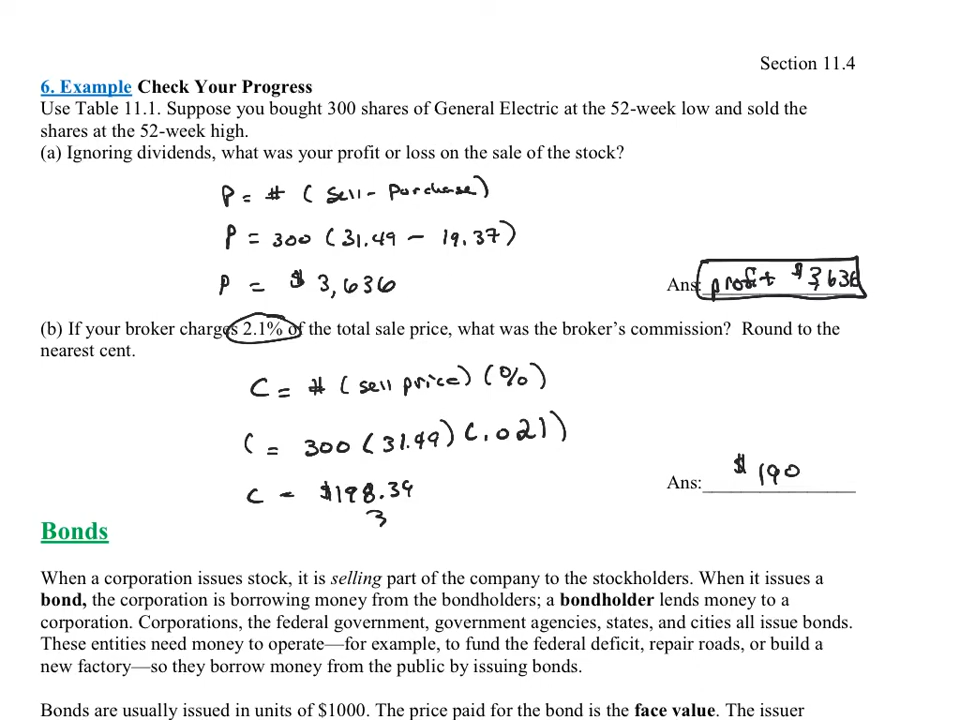 Section 11.4
6. Example Check Your Progress
Use Table 11.1. Suppose you bought 300 shares of General Electric at the 52-week low and sold the
shares at the 52-week high.
(a) Ignoring dividends, what was your profit or loss on the sale of the stock?
P = # ( sell - purchase )
P = 300 ( 31.49 - 19.37 )
P = $ 3,636
Ans: profit $3,636
(b) If your broker charges 2.1% of the total sale price, what was the broker's commission? Round to the
nearest cent.
C = # ( sell price ) ( % )
C = 300 ( 31.49 ) ( .021 )
C = $198.39
3
Ans: $ 190
Bonds
When a corporation issues stock, it is selling part of the company to the stockholders. When it issues a
bond, the corporation is borrowing money from the bondholders; a bondholder lends money to a
corporation. Corporations, the federal government, government agencies, states, and cities all issue bonds.
These entities need money to operate—for example, to fund the federal deficit, repair roads, or build a
new factory—so they borrow money from the public by issuing bonds.
Bonds are usually issued in units of $1000. The price paid for the bond is the face value. The issuer